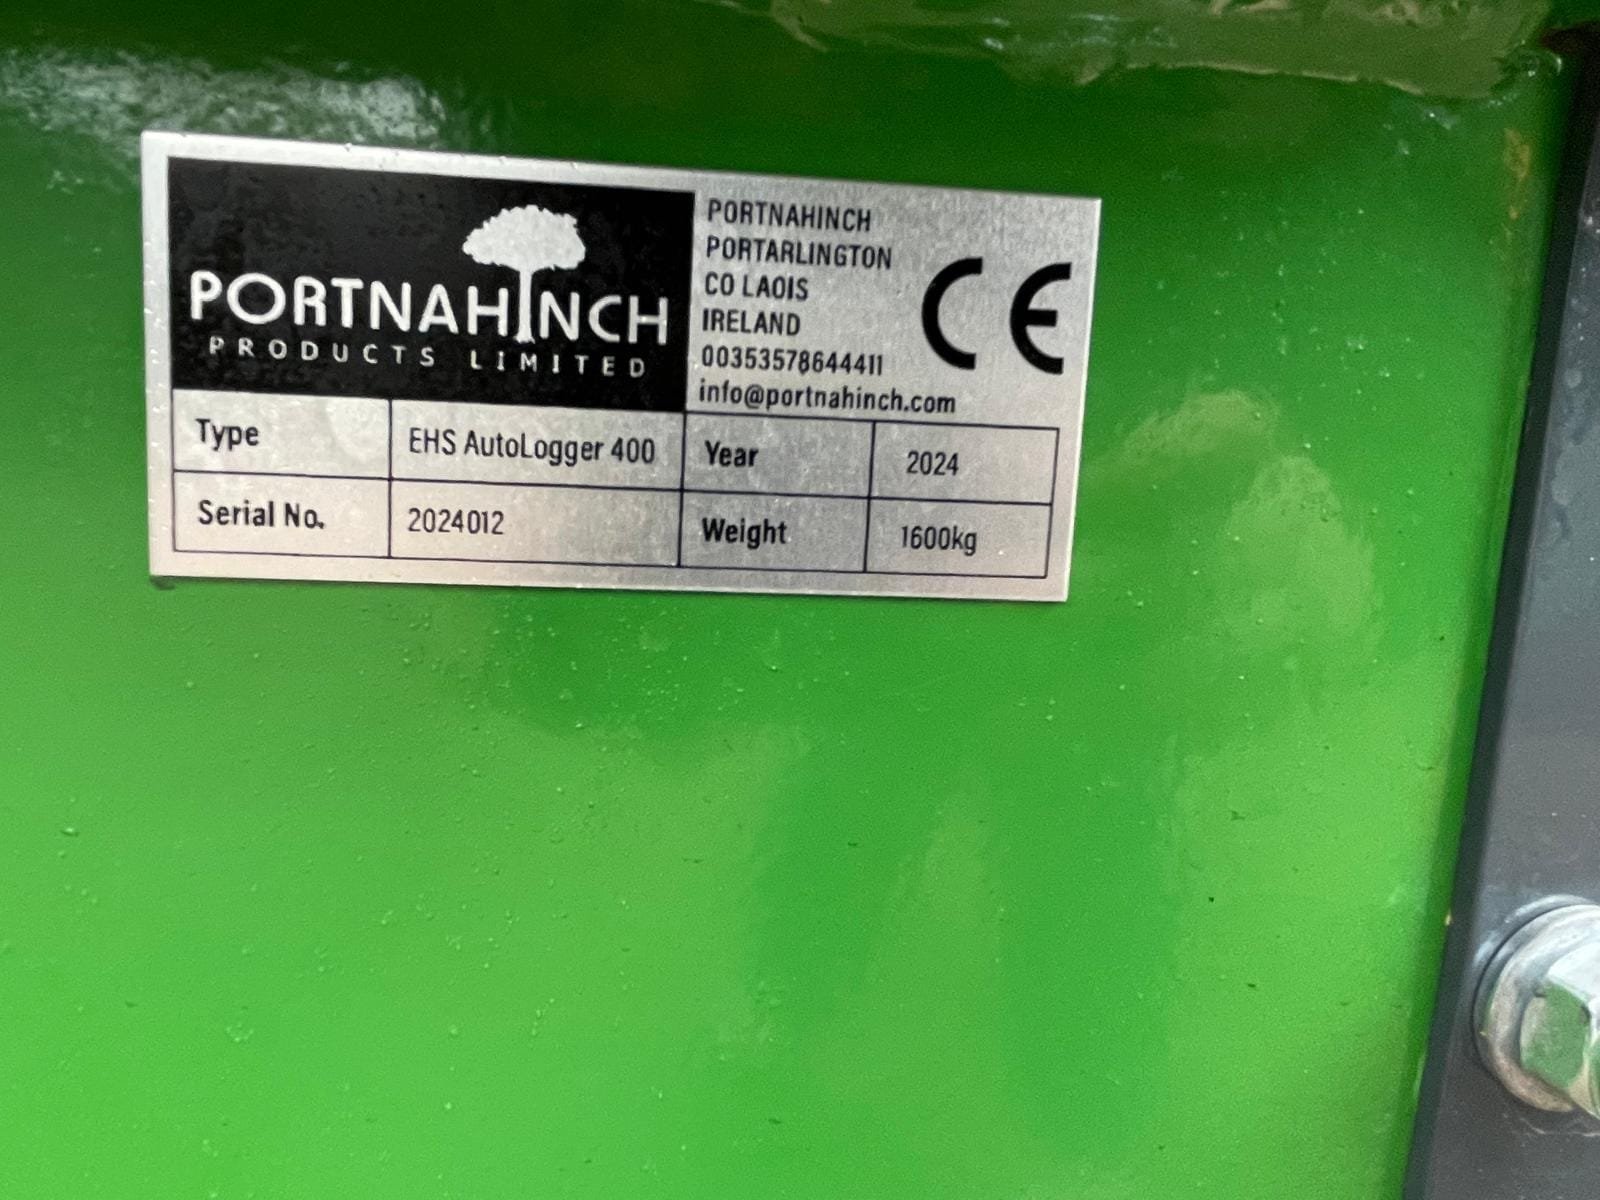 PORTNAHINCH
PRODUCTS LIMITED
PORTNAHINCH
PORTARLINGTON
CO LAOIS
IRELAND
00353578644411
info@portnahinch.com
CE
Type EHS AutoLogger 400 Year 2024
Serial No. 2024012 Weight 1600kg